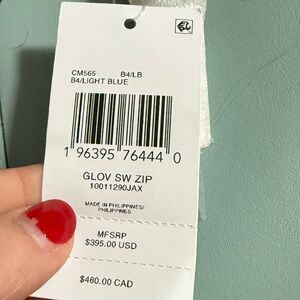 CM565 B4/LB
B4/LIGHT BLUE
1 96395 76444 0
GLOV SW ZIP
10011290JAX
MADE IN PHILIPPINES/
PHILIPPINES
MFSRP
$395.00 USD
$480.00 CAD